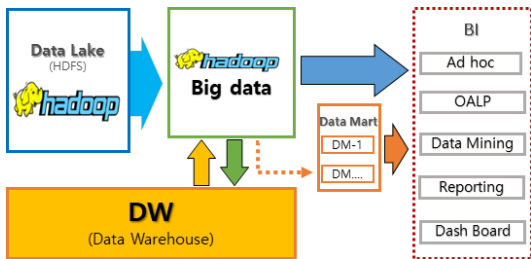 Data Lake
(HDFS)
hadoop
hadoop
Big data
DW
(Data Warehouse)
Data Mart
DM-1
DM....
BI
Ad hoc
OALP
Data Mining
Reporting
Dash Board